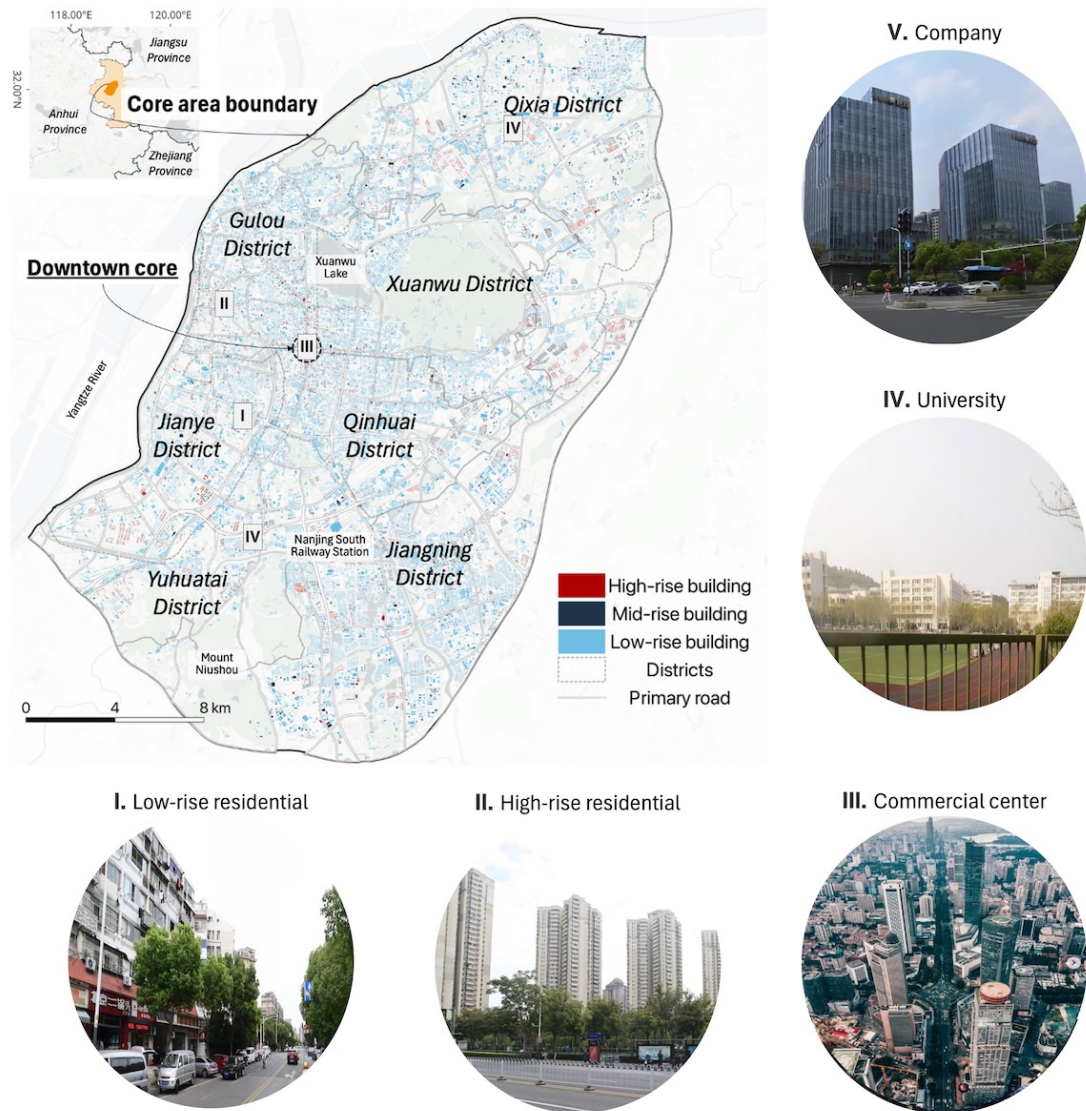 118.00°E
120.00°E
32.00°N
Jiangsu
Province
Anhui
Province
Zhejiang
Province
Core area boundary
Downtown core
Qixia District
IV
Gulou
District
Xuanwu
Lake
Xuanwu District
II
III
Yangtze River
I
Jianye
District
Qinhuai
District
IV
Nanjing South
Railway Station
Jiangning
District
Yuhuatai
District
Mount
Niushou
0 4 8 km
High-rise building
Mid-rise building
Low-rise building
Districts
Primary road
V. Company
IV. University
I. Low-rise residential
II. High-rise residential
III. Commercial center